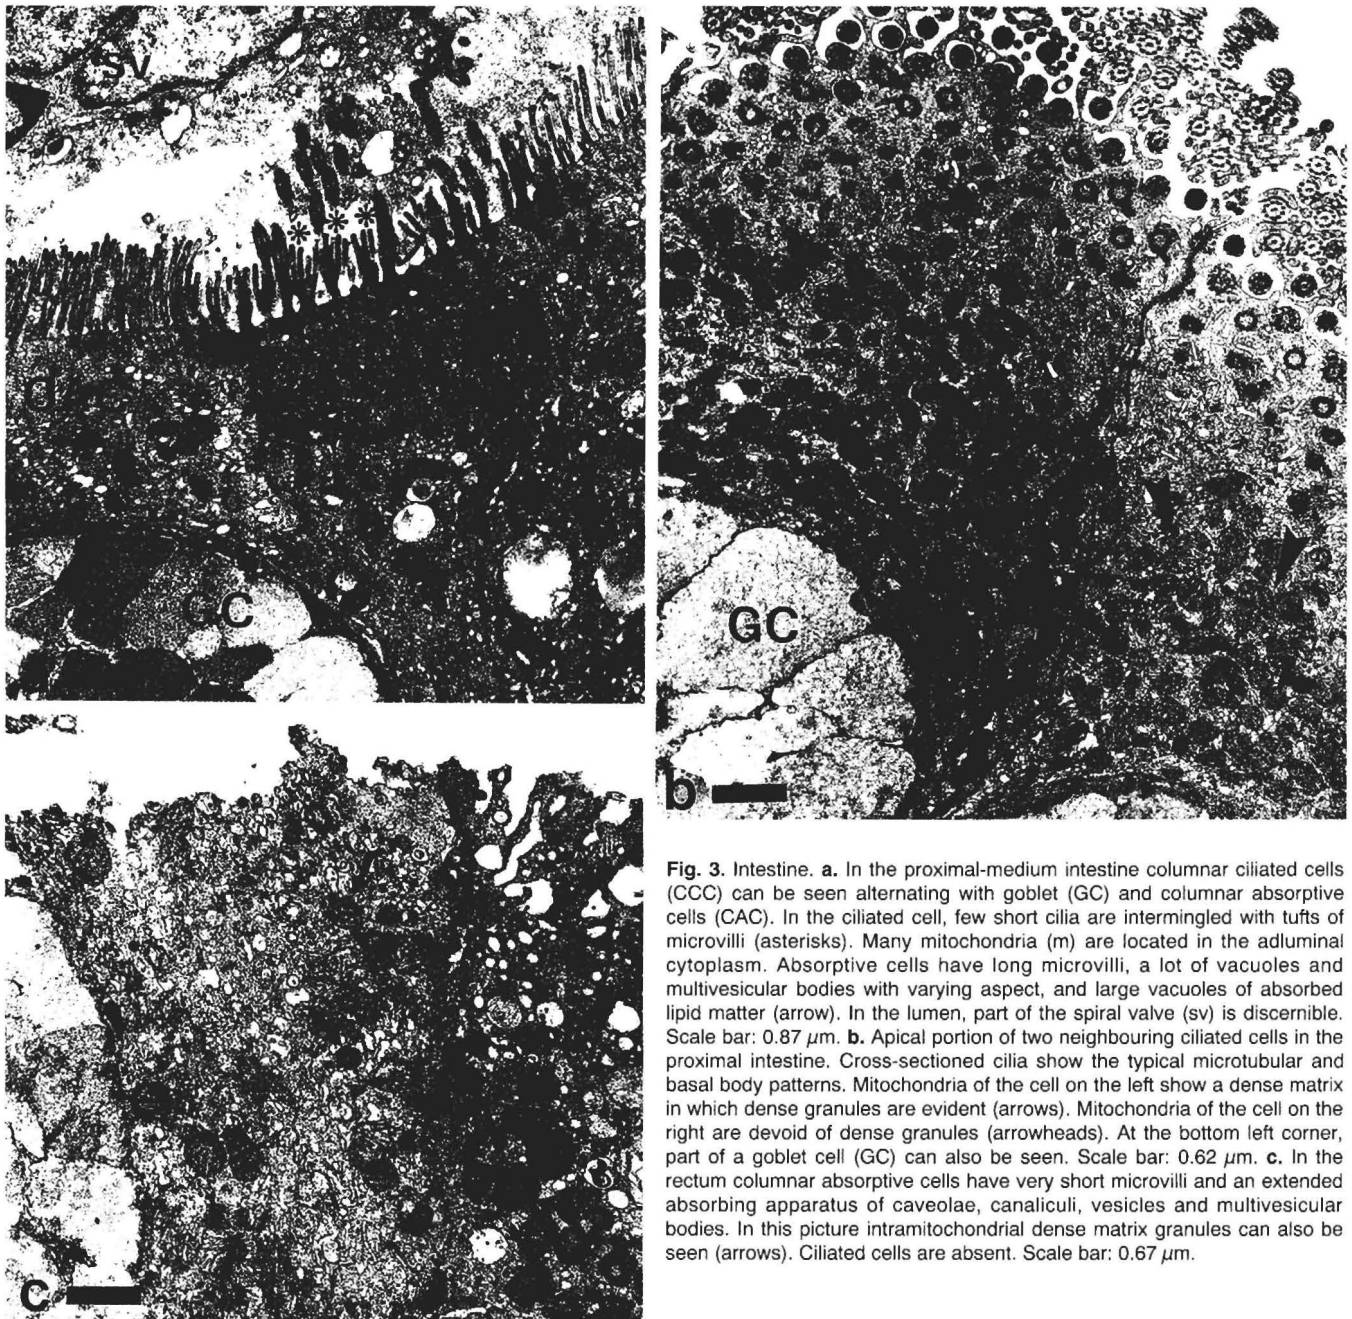 sv
***
GC
GC
b
c
Fig. 3. Intestine. a. In the proximal-medium intestine columnar ciliated cells
(CCC) can be seen alternating with goblet (GC) and columnar absorptive
cells (CAC). In the ciliated cell, few short cilia are intermingled with tufts of
microvilli (asterisks). Many mitochondria (m) are located in the adluminal
cytoplasm. Absorptive cells have long microvilli, a lot of vacuoles and
multivesicular bodies with varying aspect, and large vacuoles of absorbed
lipid matter (arrow). In the lumen, part of the spiral valve (sv) is discernible.
Scale bar: 0.87 µm. b. Apical portion of two neighbouring ciliated cells in the
proximal intestine. Cross-sectioned cilia show the typical microtubular and
basal body patterns. Mitochondria of the cell on the left show a dense matrix
in which dense granules are evident (arrows). Mitochondria of the cell on the
right are devoid of dense granules (arrowheads). At the bottom left corner,
part of a goblet cell (GC) can also be seen. Scale bar: 0.62 µm. c. In the
rectum columnar absorptive cells have very short microvilli and an extended
absorbing apparatus of caveolae, canaliculi, vesicles and multivesicular
bodies. In this picture intramitochondrial dense matrix granules can also be
seen (arrows). Ciliated cells are absent. Scale bar: 0.67 µm.